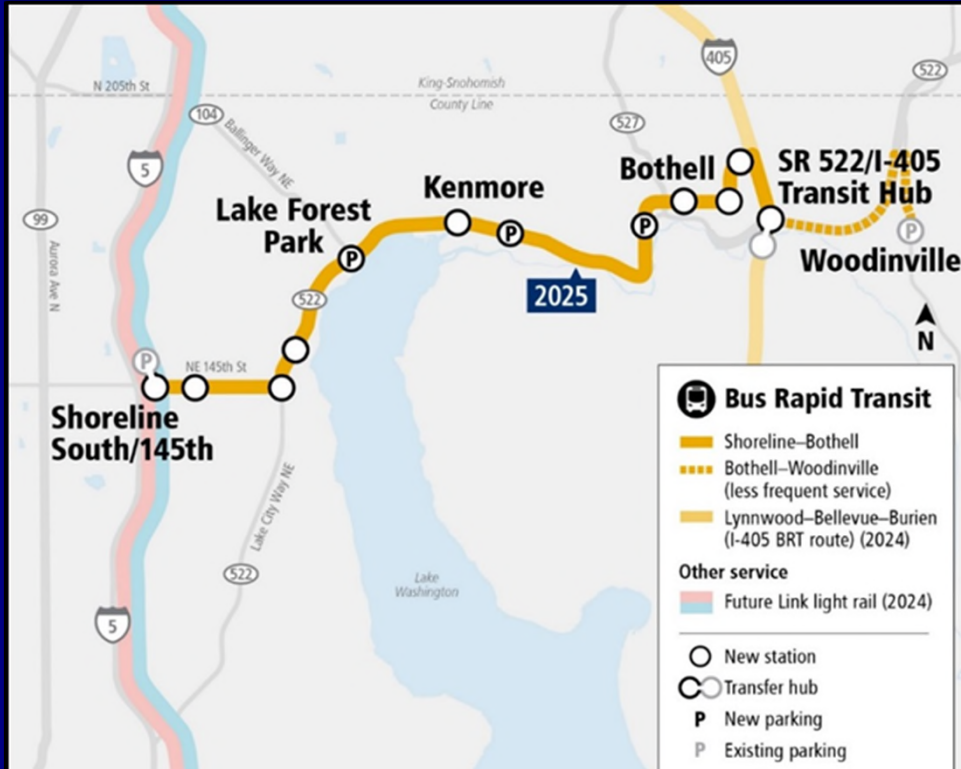 N 205th St
King-Snohomish
County Line
405
522
104
Ballinger Way NE
527
5
Bothell
SR 522/I-405
Transit Hub
Kenmore
Lake Forest
Park
P
P
P
P
99
Aurora Ave N
Woodinville
2025
522
N
P
NE 145th St
Shoreline
South/145th
Lake City Way NE
522
Lake
Washington
5
Bus Rapid Transit
Shoreline–Bothell
Bothell–Woodinville
(less frequent service)
Lynnwood–Bellevue–Burien
(I-405 BRT route) (2024)
Other service
Future Link light rail (2024)
New station
Transfer hub
P New parking
P Existing parking